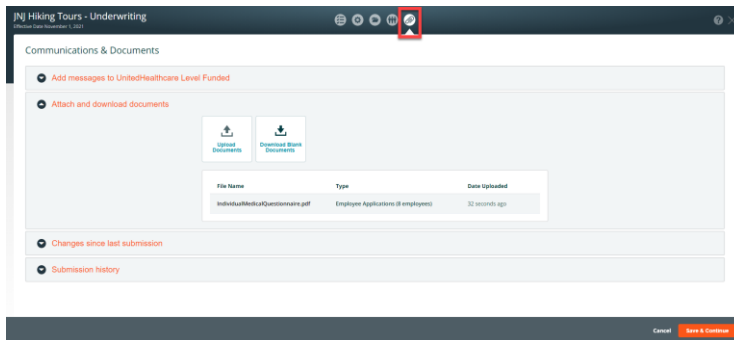 JNJ Hiking Tours - Underwriting
Effective Date November 1, 2021
Communications & Documents
Add messages to UnitedHealthcare Level Funded
Attach and download documents
Upload
Documents
Download Blank
Documents
File Name Type Date Uploaded
IndividualMedicalQuestionnaire.pdf Employee Applications (8 employees) 32 seconds ago
Changes since last submission
Submission history
Cancel Save & Continue